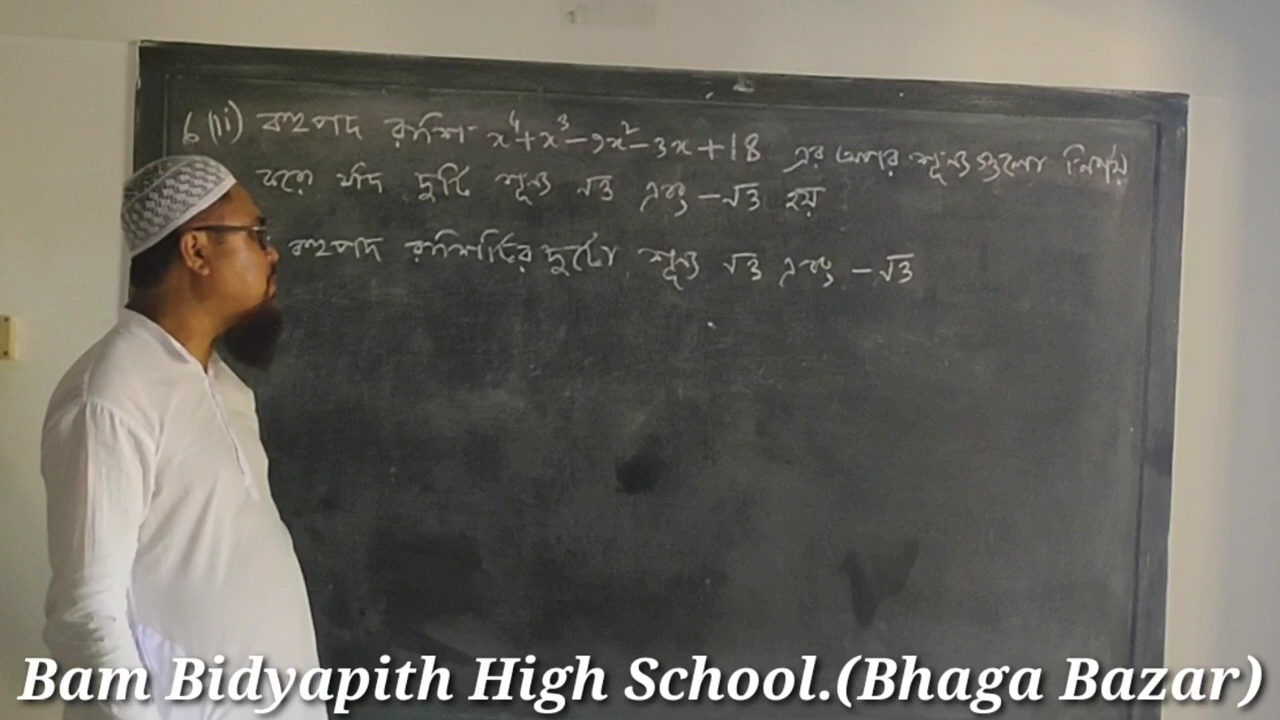 6(ii) বহুপদ রাশি x⁴+x³-9x²-3x+18 এর অপর শূন্যগুলো নির্ণয়
করো যদি দুটি শূন্য √3 এবং -√3 হয়
বহুপদ রাশিটির দুটো শূন্য √3 এবং -√3
Bam Bidyapith High School.(Bhaga Bazar)